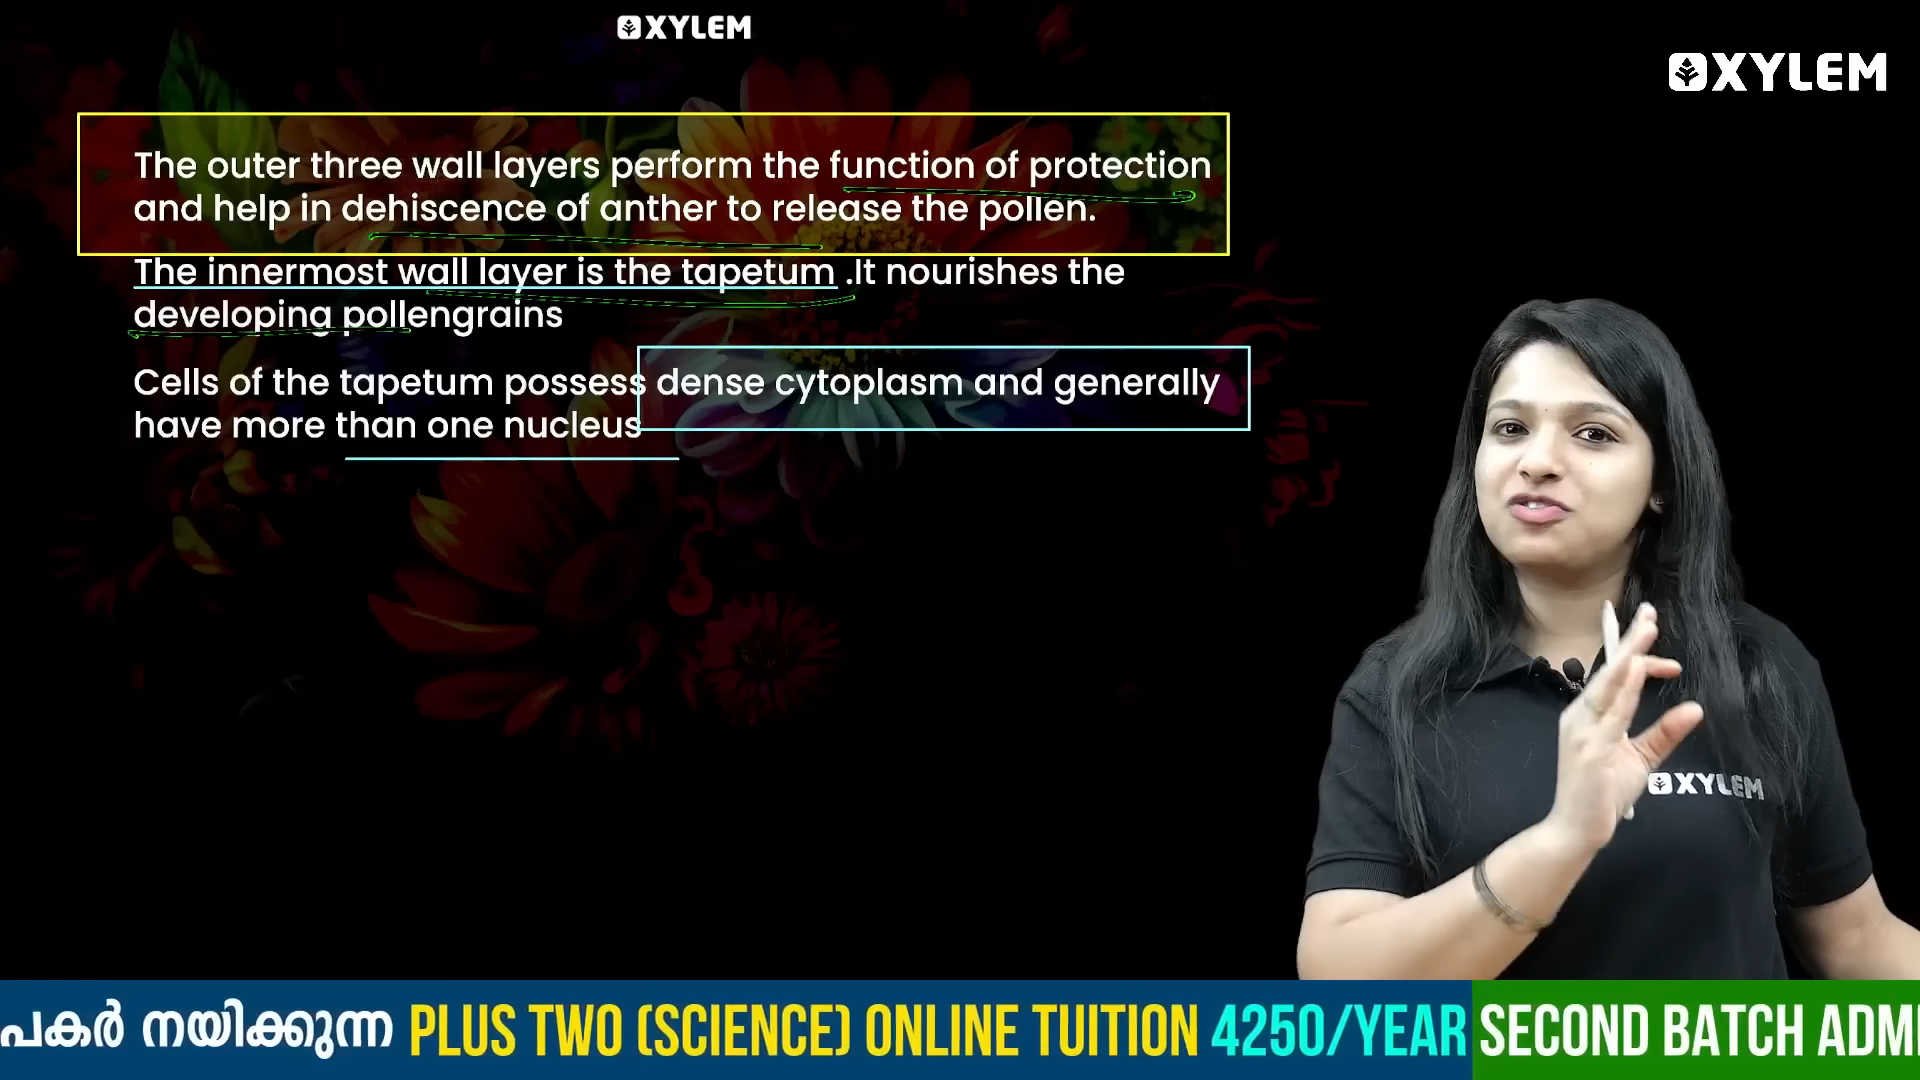 XYLEM
XYLEM
The outer three wall layers perform the function of protection
and help in dehiscence of anther to release the pollen.
The innermost wall layer is the tapetum .It nourishes the
developing pollengrains
Cells of the tapetum possess dense cytoplasm and generally
have more than one nucleus
XYLEM
പകർ നയിക്കുന്ന PLUS TWO (SCIENCE) ONLINE TUITION 4250/YEAR SECOND BATCH ADMI